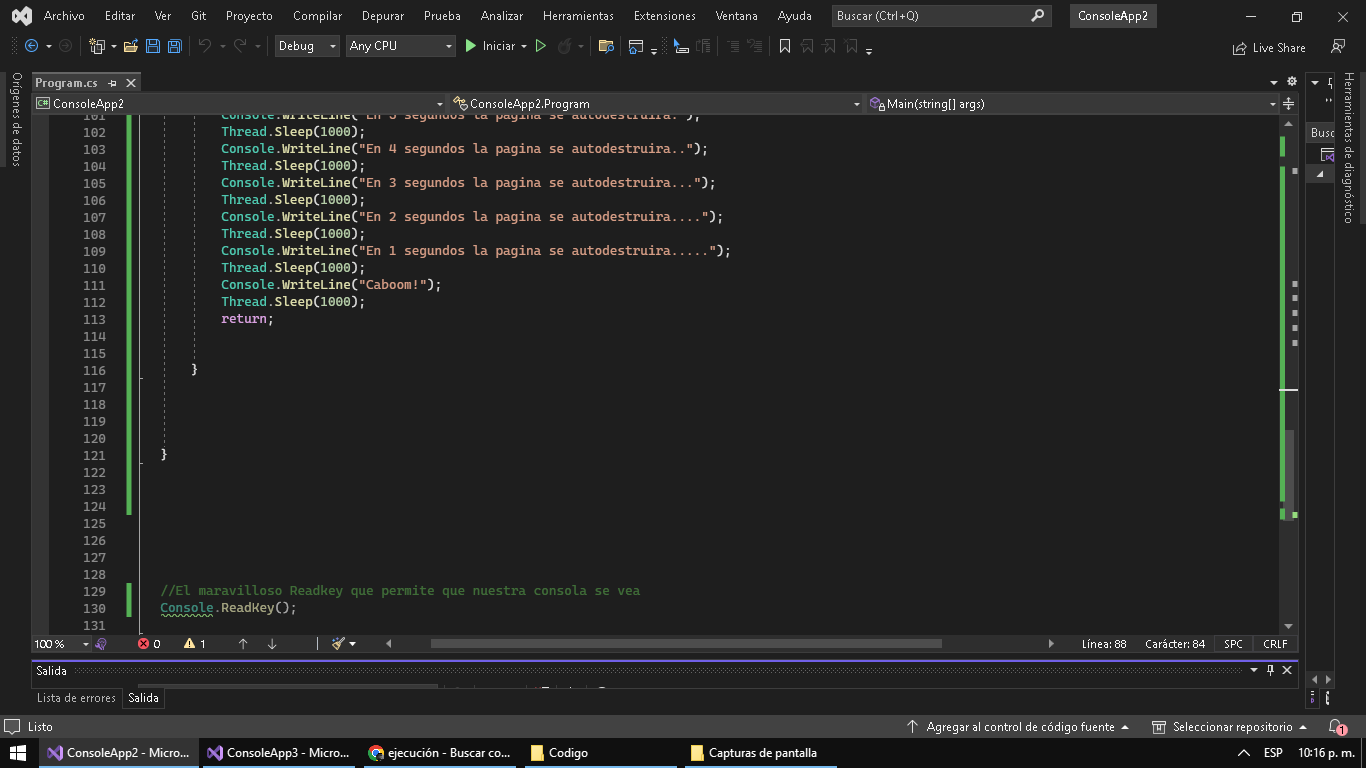 Archivo Editar Ver Git Proyecto Compilar Depurar Prueba Analizar Herramientas Extensiones Ventana Ayuda Buscar (Ctrl+Q) ConsoleApp2
Debug Any CPU Iniciar Live Share
Orígenes de datos
Program.cs
ConsoleApp2 ConsoleApp2.Program Main(string[] args)
101 Console.WriteLine("En 5 segundos la pagina se autodestruira.");
102 Thread.Sleep(1000);
103 Console.WriteLine("En 4 segundos la pagina se autodestruira..");
104 Thread.Sleep(1000);
105 Console.WriteLine("En 3 segundos la pagina se autodestruira...");
106 Thread.Sleep(1000);
107 Console.WriteLine("En 2 segundos la pagina se autodestruira....");
108 Thread.Sleep(1000);
109 Console.WriteLine("En 1 segundos la pagina se autodestruira.....");
110 Thread.Sleep(1000);
111 Console.WriteLine("Caboom!");
112 Thread.Sleep(1000);
113 return;
114
115
116 }
117
118
119
120
121 }
122
123
124
125
126
127
128
129 //El maravilloso Readkey que permite que nuestra consola se vea
130 Console.ReadKey();
131
Busc
Herramientas de diagnóstico
100 % 0 1 Línea: 88 Carácter: 84 SPC CRLF
Salida
Lista de errores Salida
Listo Agregar al control de código fuente Seleccionar repositorio 1
ConsoleApp2 - Micro... ConsoleApp3 - Micro... ejecución - Buscar co... Codigo Capturas de pantalla ESP 10:16 p. m.